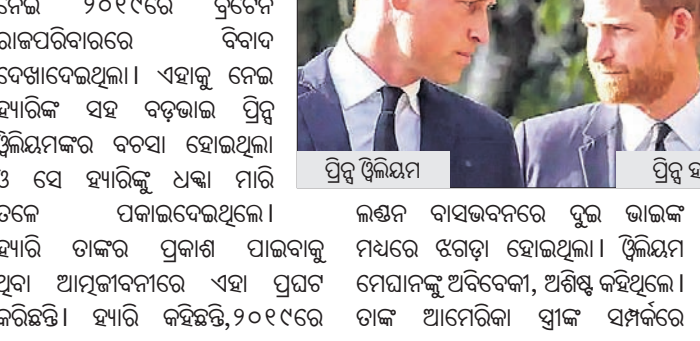 ନେଇ ୨୦୧୯ରେ ବ୍ରିଟେନ
ରାଜପରିବାରରେ ବିବାଦ
ଦେଖାଦେଇଥିଲା। ଏହାକୁ ନେଇ
ହ୍ୟାରିଙ୍କ ସହ ବଡ଼ଭାଇ ପ୍ରିନ୍ସ
ୱିଲିୟମଙ୍କର ବଚସା ହୋଇଥିଲା
ଓ ସେ ହ୍ୟାରିଙ୍କୁ ଧକ୍କା ମାରି
ତଳେ ପକାଇଦେଇଥିଲେ।
ହ୍ୟାରି ତାଙ୍କର ପ୍ରକାଶ ପାଇବାକୁ
ଥିବା ଆତ୍ମଜୀବନୀରେ ଏହା ପ୍ରଘଟ
କରିଛନ୍ତି। ହ୍ୟାରି କହିଛନ୍ତି,୨୦୧୯ରେ
ପ୍ରିନ୍ସ ୱିଲିୟମ
ପ୍ରିନ୍ସ
ଲଣ୍ଡନ ବାସଭବନରେ ଦୁଇ ଭାଇଙ୍କ
ମଧ୍ୟରେ ଝଗଡ଼ା ହୋଇଥିଲା। ୱିଲିୟମ
ମେଘାନଙ୍କୁ ଅବିବେକୀ, ଅଶିଷ୍ଟ କହିଥିଲେ।
ତାଙ୍କ ଆମେରିକା ସ୍ତ୍ରୀଙ୍କ ସମ୍ପର୍କରେ